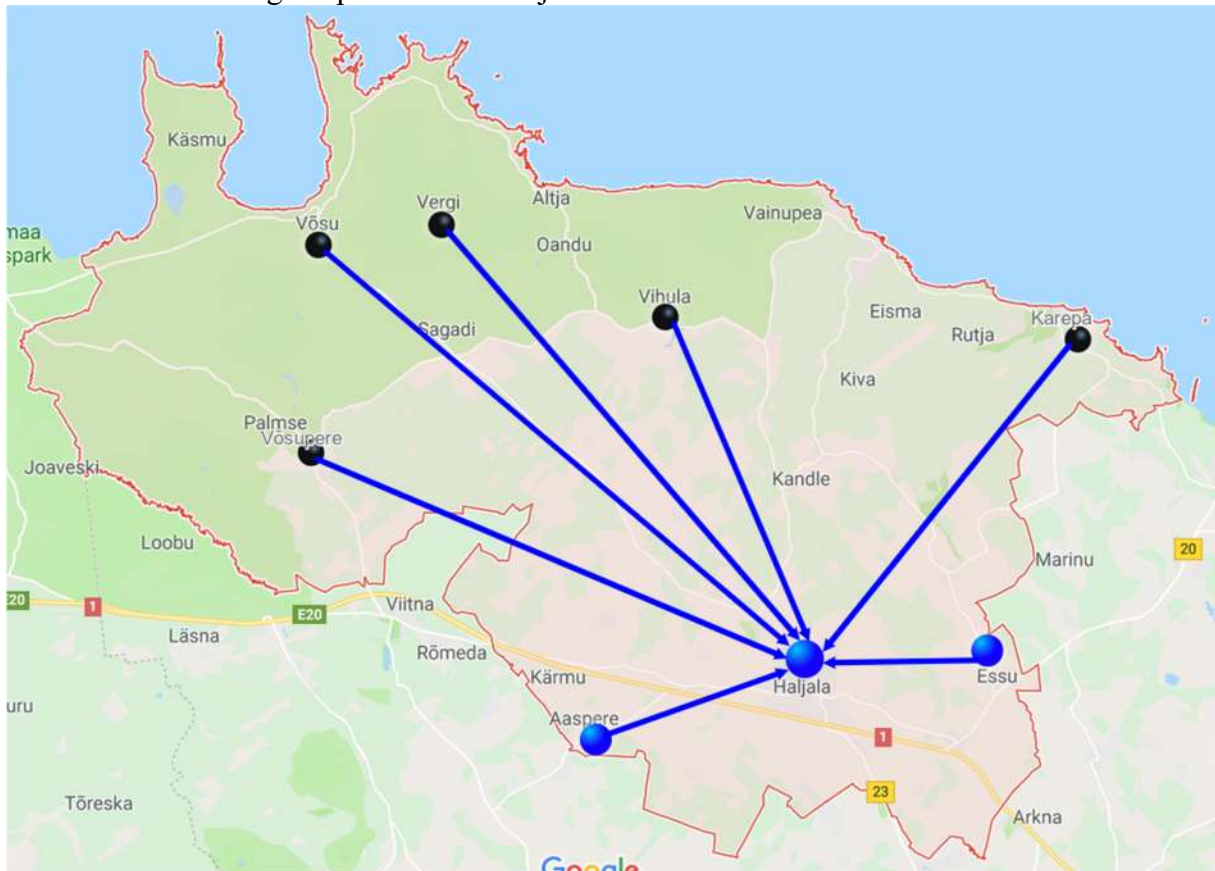 Käsmu
Vergi
Altja
Võsu
Vainupea
Oandu
maa
spark
Vihula
Eisma
Karepa
Sagadi
Rutja
Kiva
Palmse
Võsupere
Joaveski
Kandle
Loobu
Marinu
20
E20
1
E20
Viitna
Läsna
Rõmeda
Kärmu
Haljala
Essu
uru
Aaspere
1
23
Tõreska
Arkna
Google